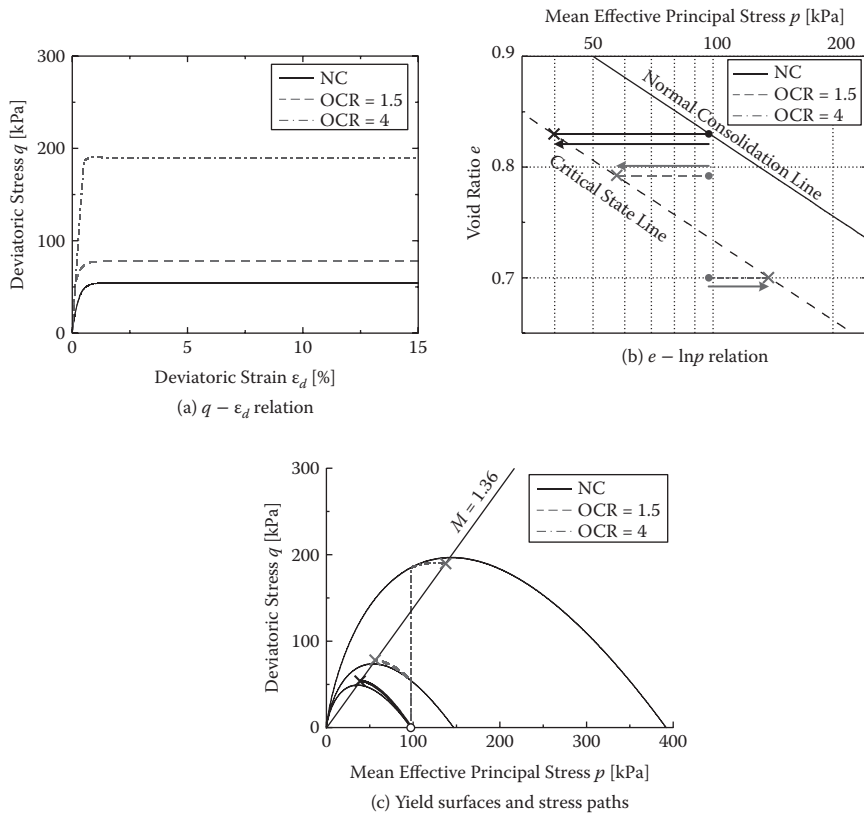 300
200
100
0
0
5
10
15
Deviatoric Stress q [kPa]
Deviatoric Strain εd [%]
NC
OCR = 1.5
OCR = 4
(a) q − εd relation
Mean Effective Principal Stress p [kPa]
50
100
200
0.9
0.8
0.7
Void Ratio e
NC
OCR = 1.5
OCR = 4
Normal Consolidation Line
Critical State Line
(b) e − lnp relation
300
200
100
0
0
100
200
300
400
Deviatoric Stress q [kPa]
M = 1.36
NC
OCR = 1.5
OCR = 4
Mean Effective Principal Stress p [kPa]
(c) Yield surfaces and stress paths